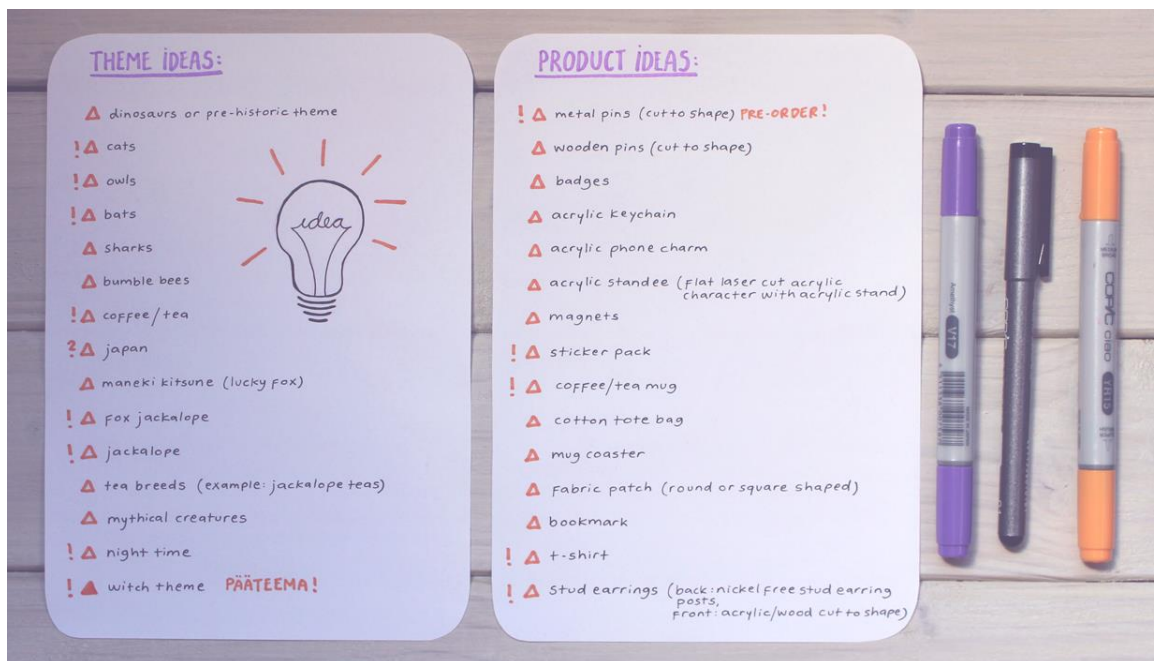 THEME IDEAS:
Δ dinosaurs or pre-historic theme
! Δ cats
! Δ owls
! Δ bats
Δ sharks
Δ bumble bees
! Δ coffee/tea
? Δ japan
Δ maneki kitsune (lucky fox)
! Δ fox jackalope
! Δ jackalope
Δ tea breeds (example: jackalope teas)
Δ mythical creatures
! Δ night time
! ▲ witch theme PÄÄTEEMA!
idea
PRODUCT IDEAS:
! Δ metal pins (cut to shape) PRE-ORDER!
Δ wooden pins (cut to shape)
Δ badges
Δ acrylic keychain
Δ acrylic phone charm
Δ acrylic standee (flat laser cut acrylic
character with acrylic stand)
Δ magnets
! Δ sticker pack
! Δ coffee/tea mug
Δ cotton tote bag
Δ mug coaster
Δ fabric patch (round or square shaped)
Δ bookmark
! Δ t-shirt
! Δ stud earrings (back: nickel free stud earring
posts,
front: acrylic/wood cut to shape)
V17
COPIC ciao